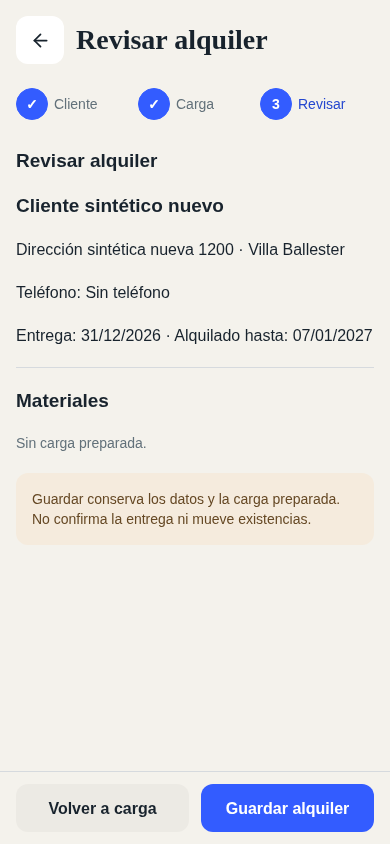 Revisar alquiler
✓ Cliente ✓ Carga 3 Revisar
Revisar alquiler
Cliente sintético nuevo
Dirección sintética nueva 1200 · Villa Ballester
Teléfono: Sin teléfono
Entrega: 31/12/2026 · Alquilado hasta: 07/01/2027
Materiales
Sin carga preparada.
Guardar conserva los datos y la carga preparada.
No confirma la entrega ni mueve existencias.
Volver a carga Guardar alquiler